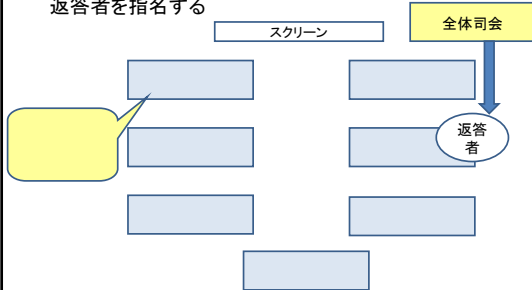 返答者を指名する
スクリーン
全体司会
返答
者